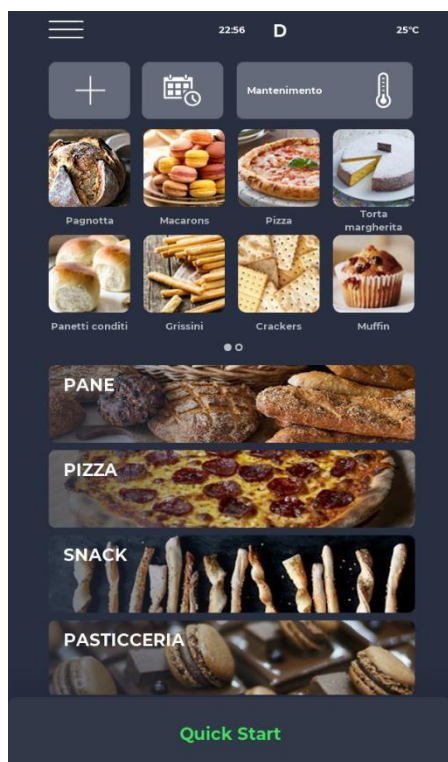 22:56 D 25°C
Mantenimento
Pagnotta Macarons Pizza Torta
margherita
Panetti conditi Grissini Crackers Muffin
PANE
PIZZA
SNACK
PASTICCERIA
Quick Start